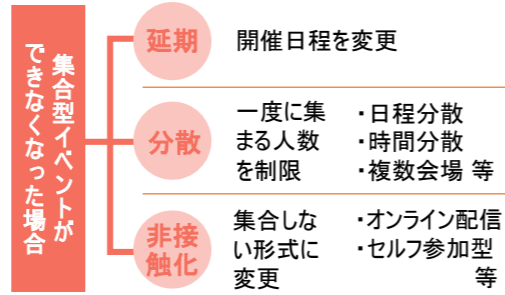 集合型イベントが
できなくなった場合
延期
開催日程を変更
分散
一度に集
まる人数
を制限
・日程分散
・時間分散
・複数会場 等
非接
触化
集合しな
い形式に
変更
・オンライン配信
・セルフ参加型
等